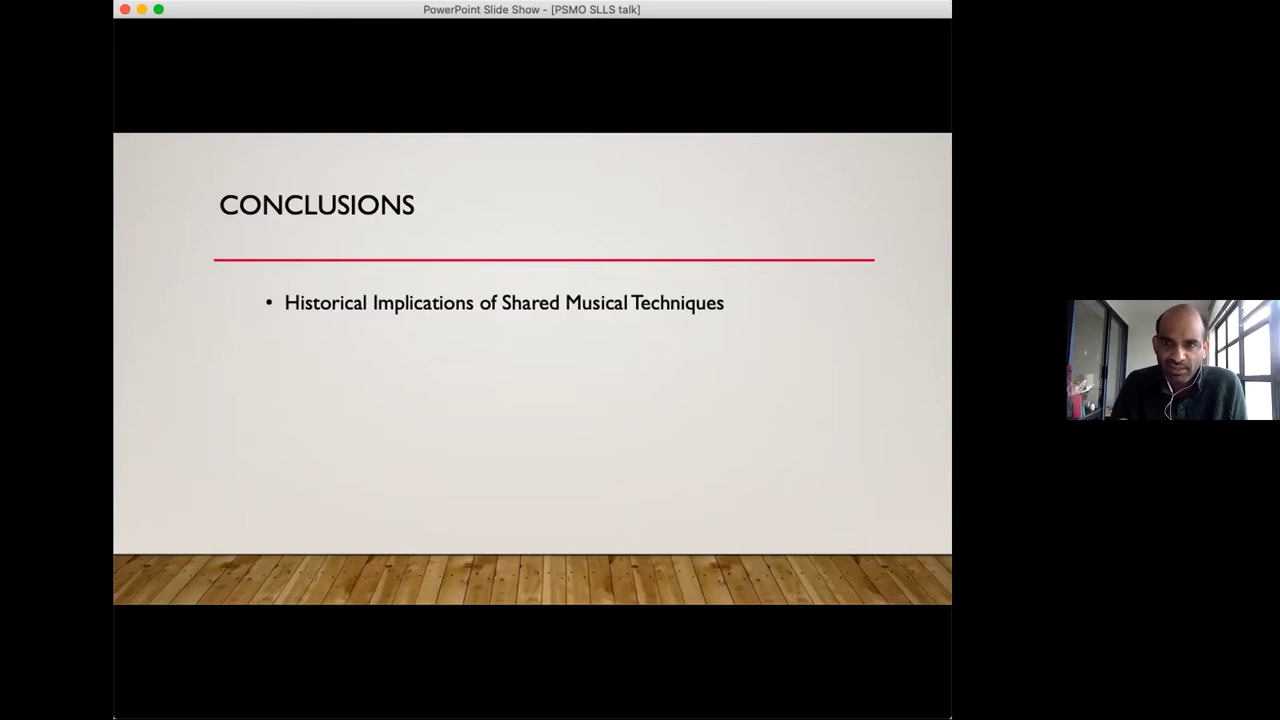 PowerPoint Slide Show - [PSMO SLLS talk]
CONCLUSIONS
• Historical Implications of Shared Musical Techniques